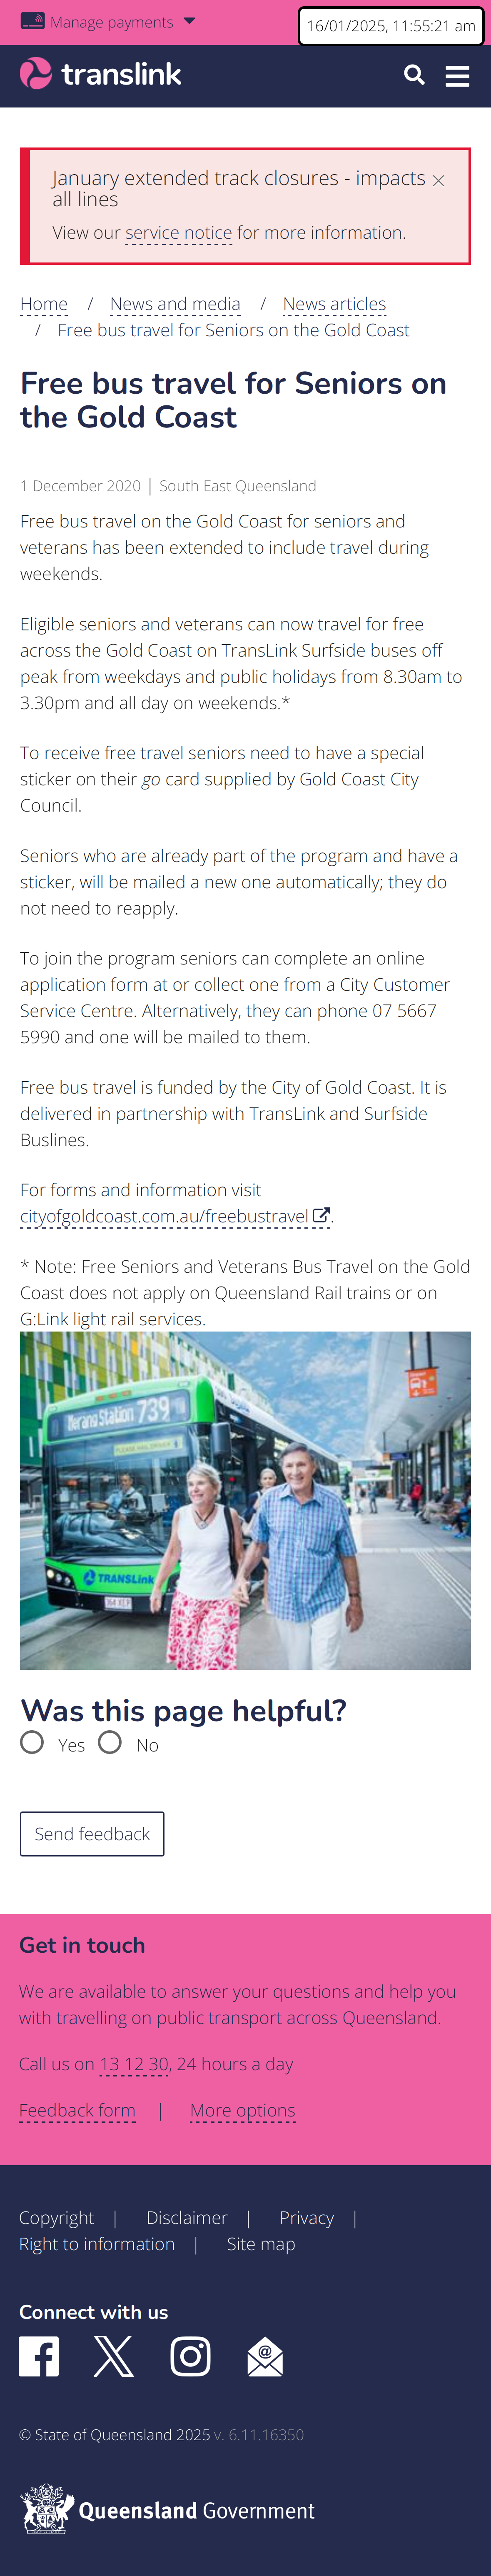 Manage payments
16/01/2025, 11:55:21 am
translink
January extended track closures - impacts
all lines
View our service notice for more information.
Home / News and media / News articles
/ Free bus travel for Seniors on the Gold Coast
Free bus travel for Seniors on
the Gold Coast
1 December 2020 | South East Queensland
Free bus travel on the Gold Coast for seniors and
veterans has been extended to include travel during
weekends.
Eligible seniors and veterans can now travel for free
across the Gold Coast on TransLink Surfside buses off
peak from weekdays and public holidays from 8.30am to
3.30pm and all day on weekends.*
To receive free travel seniors need to have a special
sticker on their go card supplied by Gold Coast City
Council.
Seniors who are already part of the program and have a
sticker, will be mailed a new one automatically; they do
not need to reapply.
To join the program seniors can complete an online
application form at or collect one from a City Customer
Service Centre. Alternatively, they can phone 07 5667
5990 and one will be mailed to them.
Free bus travel is funded by the City of Gold Coast. It is
delivered in partnership with TransLink and Surfside
Buslines.
For forms and information visit
cityofgoldcoast.com.au/freebustravel.
* Note: Free Seniors and Veterans Bus Travel on the Gold
Coast does not apply on Queensland Rail trains or on
G:Link light rail services.
Nerang Station 739
PLEASE HAIL DRIVER
TRANSLink
Was this page helpful?
Yes No
Send feedback
Get in touch
We are available to answer your questions and help you
with travelling on public transport across Queensland.
Call us on 13 12 30, 24 hours a day
Feedback form | More options
Copyright | Disclaimer | Privacy |
Right to information | Site map
Connect with us
© State of Queensland 2025 v. 6.11.16350
Queensland Government